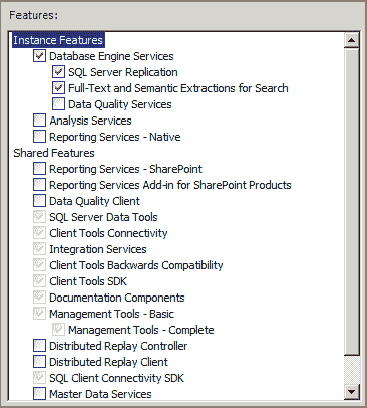 Features:
Instance Features
Database Engine Services
SQL Server Replication
Full-Text and Semantic Extractions for Search
Data Quality Services
Analysis Services
Reporting Services - Native
Shared Features
Reporting Services - SharePoint
Reporting Services Add-in for SharePoint Products
Data Quality Client
SQL Server Data Tools
Client Tools Connectivity
Integration Services
Client Tools Backwards Compatibility
Client Tools SDK
Documentation Components
Management Tools - Basic
Management Tools - Complete
Distributed Replay Controller
Distributed Replay Client
SQL Client Connectivity SDK
Master Data Services